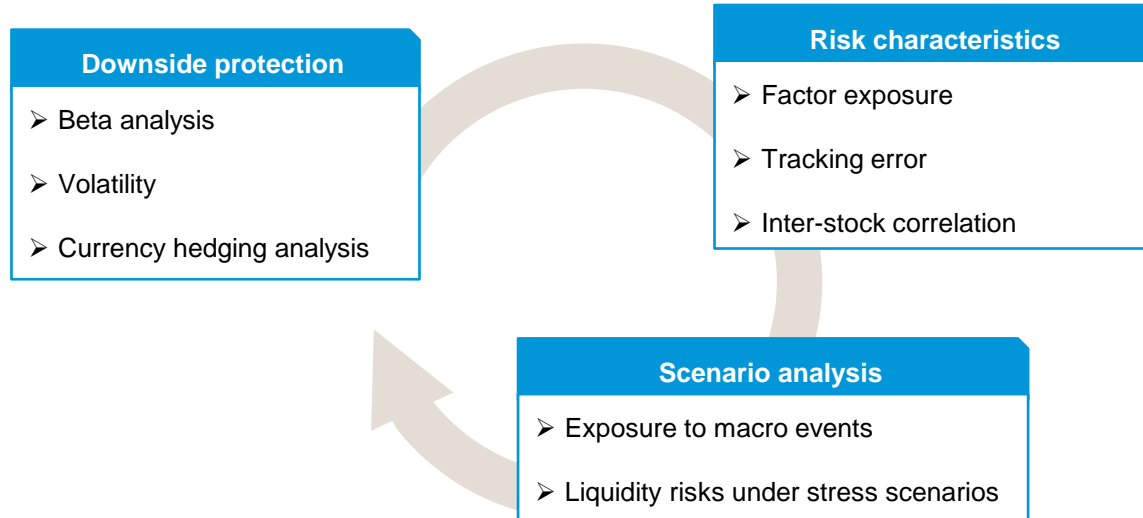 Downside protection
➢ Beta analysis
➢ Volatility
➢ Currency hedging analysis
Risk characteristics
➢ Factor exposure
➢ Tracking error
➢ Inter-stock correlation
Scenario analysis
➢ Exposure to macro events
➢ Liquidity risks under stress scenarios